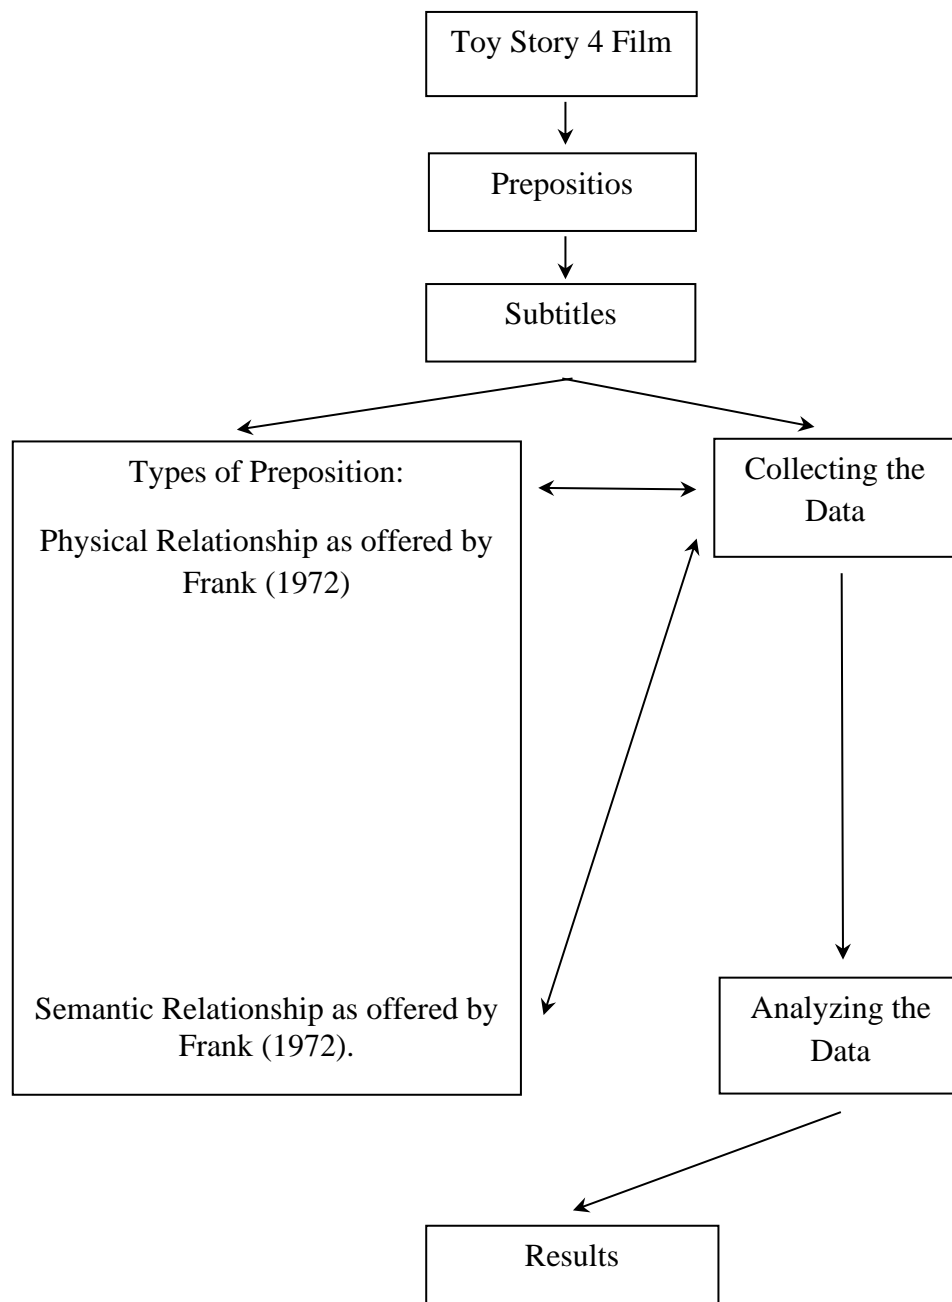 Toy Story 4 Film
Prepositios
Subtitles
Types of Preposition:
Physical Relationship as offered by
Frank (1972)
Semantic Relationship as offered by
Frank (1972).
Collecting the
Data
Analyzing the
Data
Results